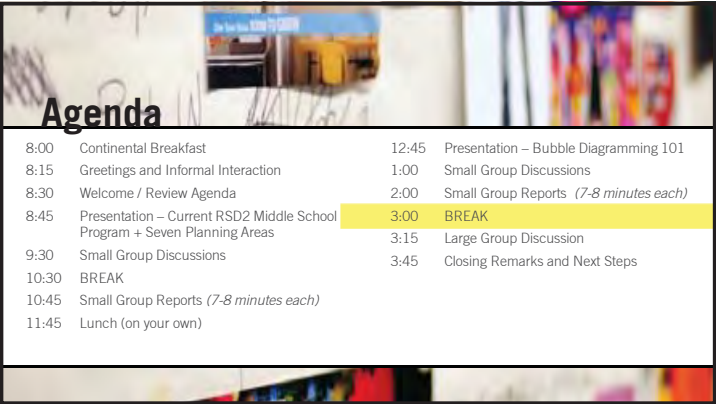 HOW TO GROW
Agenda
8:00 Continental Breakfast
8:15 Greetings and Informal Interaction
8:30 Welcome / Review Agenda
8:45 Presentation – Current RSD2 Middle School
Program + Seven Planning Areas
9:30 Small Group Discussions
10:30 BREAK
10:45 Small Group Reports (7-8 minutes each)
11:45 Lunch (on your own)
12:45 Presentation – Bubble Diagramming 101
1:00 Small Group Discussions
2:00 Small Group Reports (7-8 minutes each)
3:00 BREAK
3:15 Large Group Discussion
3:45 Closing Remarks and Next Steps